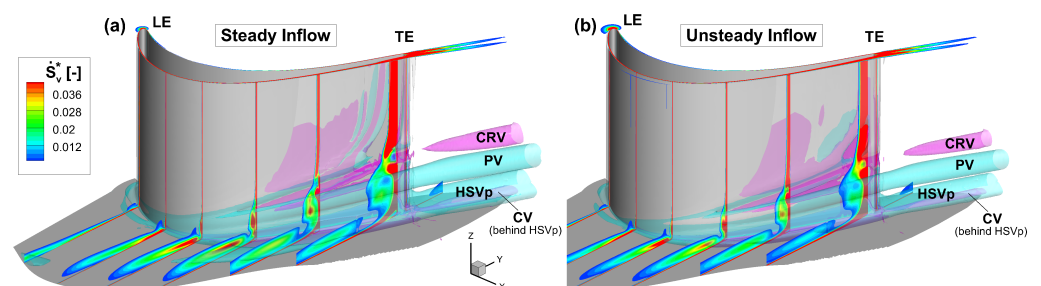 (a)
LE
Steady Inflow
TE
Ṡᵥ* [-]
0.036
0.028
0.02
0.012
CRV
PV
HSVp
CV
(behind HSVp)
Z
Y
X
(b)
LE
Unsteady Inflow
TE
CRV
PV
HSVp
CV
(behind HSVp)